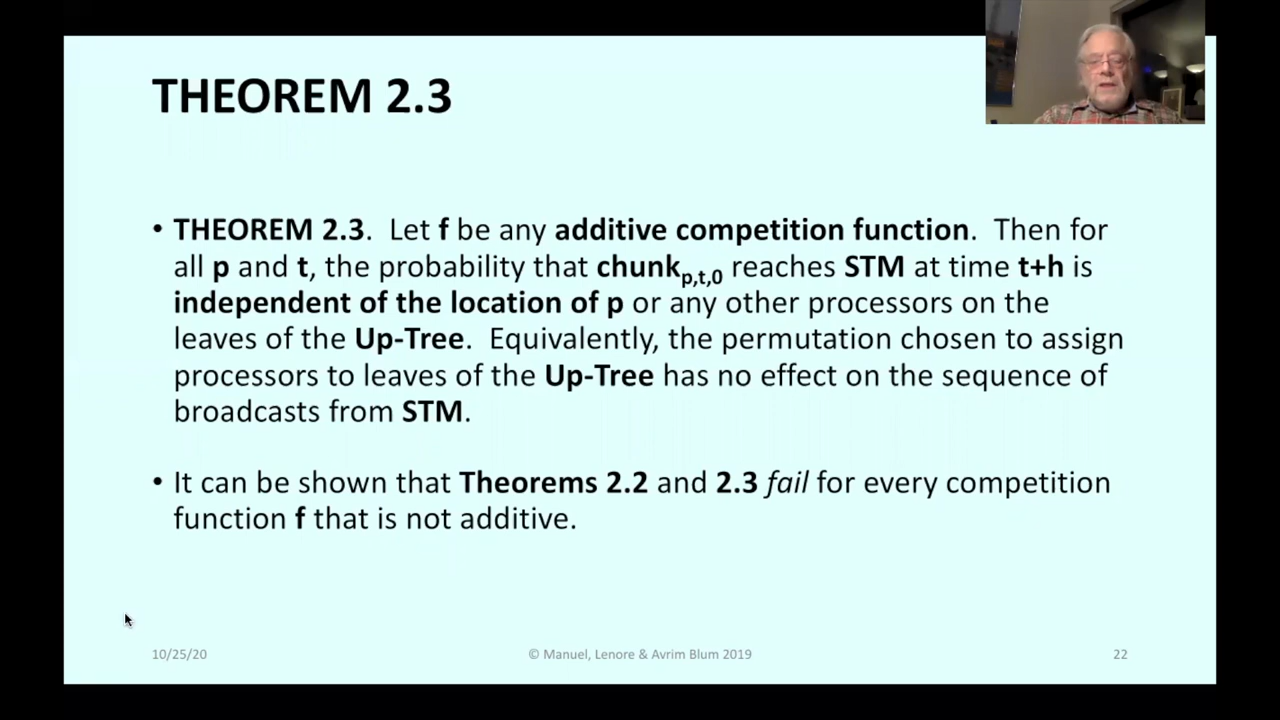 THEOREM 2.3
• THEOREM 2.3. Let f be any additive competition function. Then for
all p and t, the probability that chunkp,t,0 reaches STM at time t+h is
independent of the location of p or any other processors on the
leaves of the Up-Tree. Equivalently, the permutation chosen to assign
processors to leaves of the Up-Tree has no effect on the sequence of
broadcasts from STM.
• It can be shown that Theorems 2.2 and 2.3 fail for every competition
function f that is not additive.
10/25/20
© Manuel, Lenore & Avrim Blum 2019
22